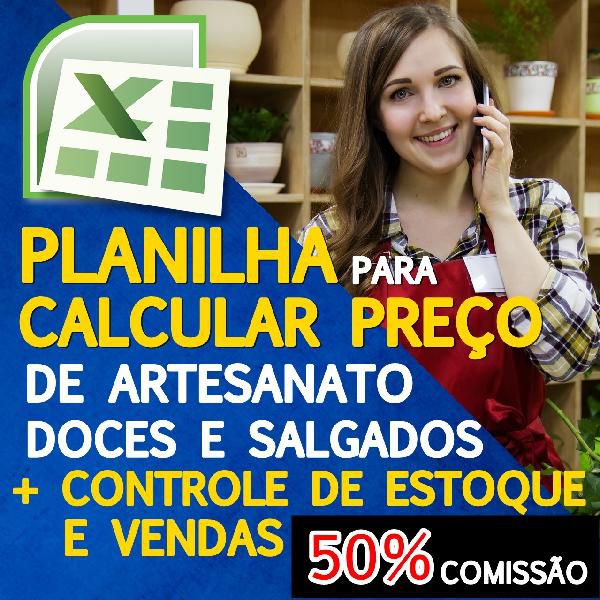 PLANILHA PARA
CALCULAR PREÇO
DE ARTESANATO
DOCES E SALGADOS
+ CONTROLE DE ESTOQUE
E VENDAS
50% COMISSÃO